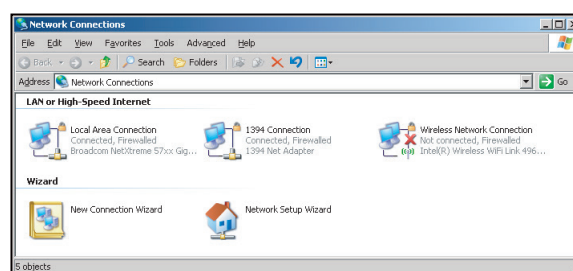 Network Connections
File Edit View Favorites Tools Advanced Help
Back Search Folders
Address Network Connections Go
LAN or High-Speed Internet
Local Area Connection
Connected, Firewalled
Broadcom NetXtreme 57xx Gig...
1394 Connection
Connected, Firewalled
1394 Net Adapter
Wireless Network Connection
Not connected, Firewalled
Intel(R) Wireless WiFi Link 496...
Wizard
New Connection Wizard
Network Setup Wizard
5 objects